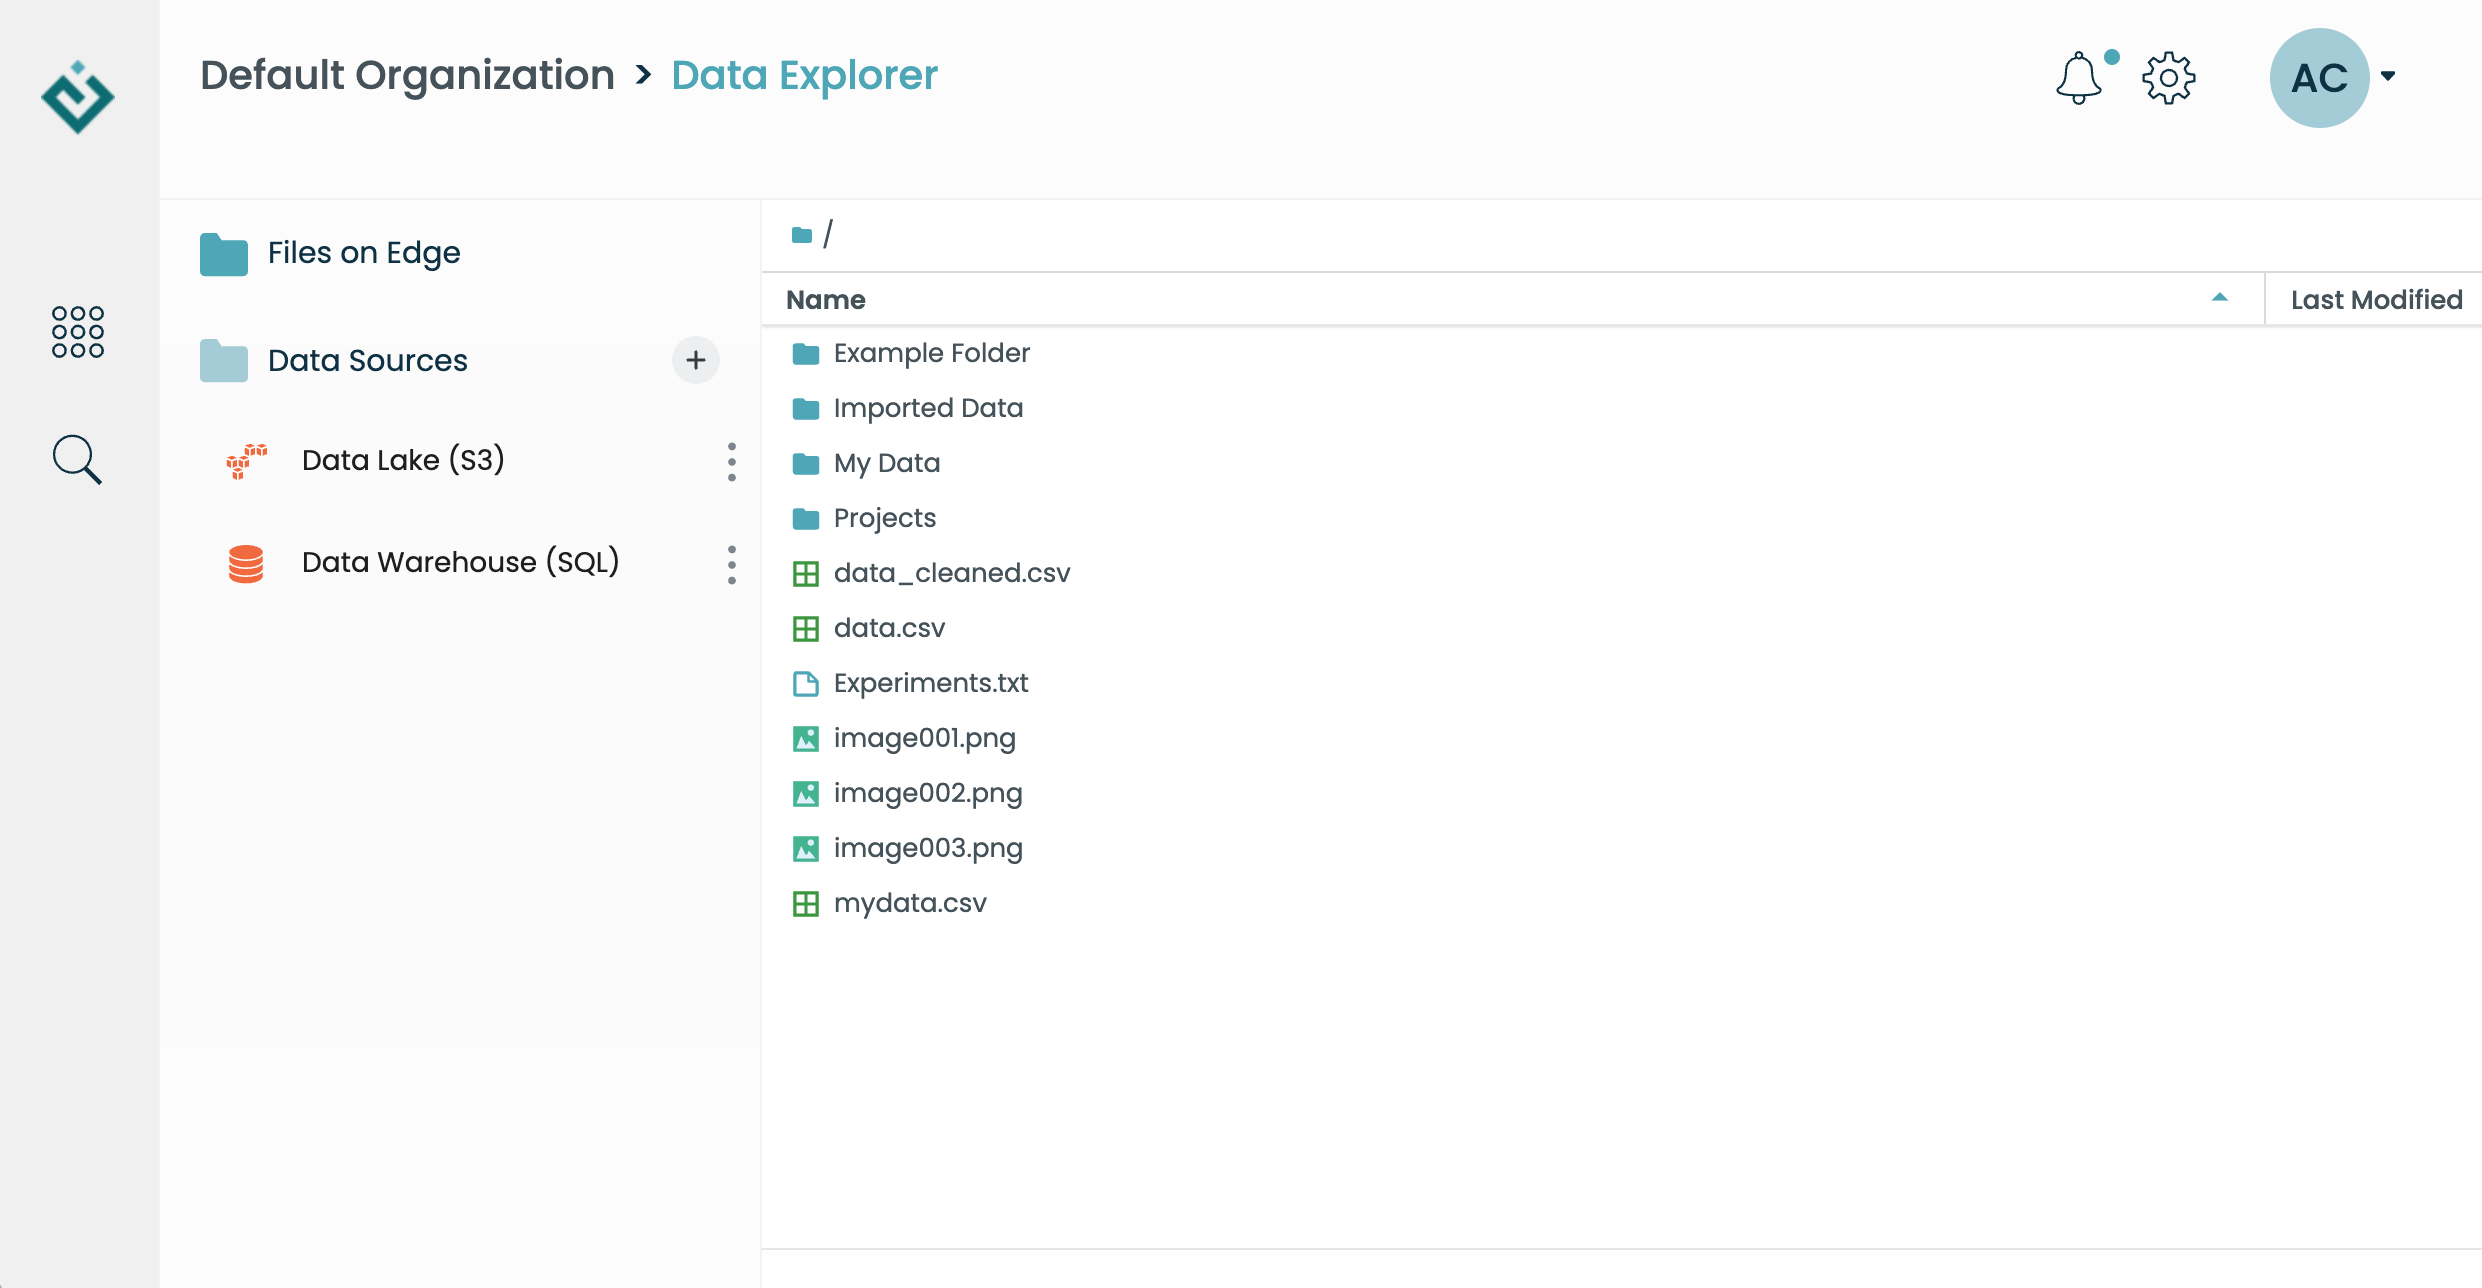 Default Organization > Data Explorer
AC
Files on Edge
Data Sources
+
Data Lake (S3)
Data Warehouse (SQL)
/
Name
Last Modified
Example Folder
Imported Data
My Data
Projects
data_cleaned.csv
data.csv
Experiments.txt
image001.png
image002.png
image003.png
mydata.csv